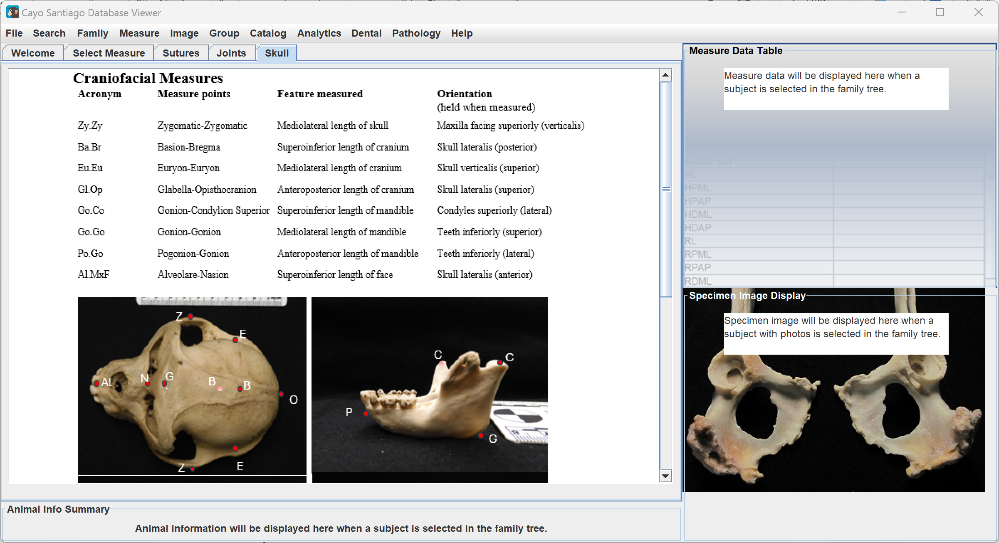 Cayo Santiago Database Viewer
File Search Family Measure Image Group Catalog Analytics Dental Pathology Help
Welcome Select Measure Sutures Joints Skull
Craniofacial Measures
Acronym Measure points Feature measured Orientation
(held when measured)
Zy.Zy Zygomatic-Zygomatic Mediolateral length of skull Maxilla facing superiorly (verticalis)
Ba.Br Basion-Bregma Superoinferior length of cranium Skull lateralis (posterior)
Eu.Eu Euryon-Euryon Mediolateral length of cranium Skull verticalis (superior)
Gl.Op Glabella-Opisthocranion Anteroposterior length of cranium Skull lateralis (superior)
Go.Co Gonion-Condylion Superior Superoinferior length of mandible Condyles superiorly (lateral)
Go.Go Gonion-Gonion Mediolateral length of mandible Teeth inferiorly (superior)
Po.Go Pogonion-Gonion Anteroposterior length of mandible Teeth inferiorly (lateral)
Al.MxF Alveolare-Nasion Superoinferior length of face Skull lateralis (anterior)
Z
E
Al N G B B
O
Z E
C C
P
G
Measure Data Table
Measure data will be displayed here when a
subject is selected in the family tree.
Al-MxF sut
HL
HPML
HPAP
HDML
HDAP
RL
RPML
RPAP
RDML
Specimen Image Display
Specimen image will be displayed here when a
subject with photos is selected in the family tree.
Animal Info Summary
Animal information will be displayed here when a subject is selected in the family tree.